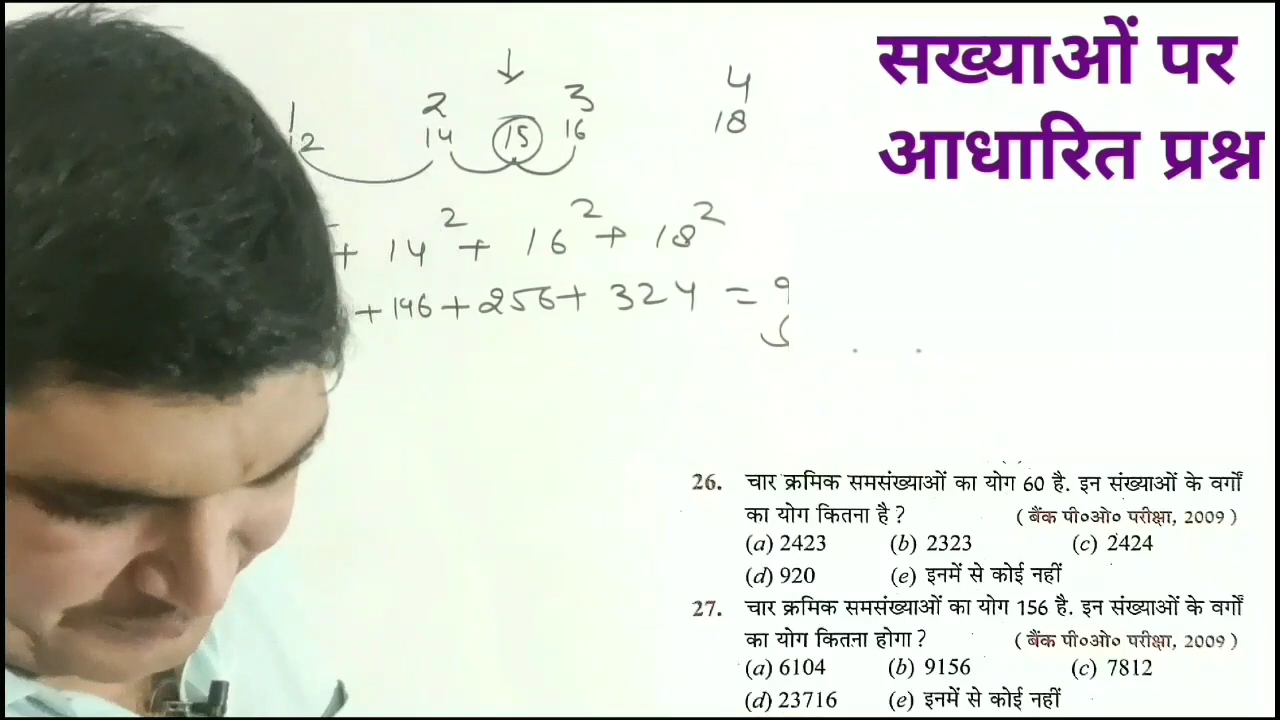 सख्याओं पर
आधारित प्रश्न
1 2 3 4
12 14 15 16 18
+ 14² + 16² + 18²
+ 196 + 256 + 324 = 9
26. चार क्रमिक समसंख्याओं का योग 60 है. इन संख्याओं के वर्गों
का योग कितना है ? ( बैंक पी०ओ० परीक्षा, 2009 )
(a) 2423 (b) 2323 (c) 2424
(d) 920 (e) इनमें से कोई नहीं
27. चार क्रमिक समसंख्याओं का योग 156 है. इन संख्याओं के वर्गों
का योग कितना होगा ? ( बैंक पी०ओ० परीक्षा, 2009 )
(a) 6104 (b) 9156 (c) 7812
(d) 23716 (e) इनमें से कोई नहीं